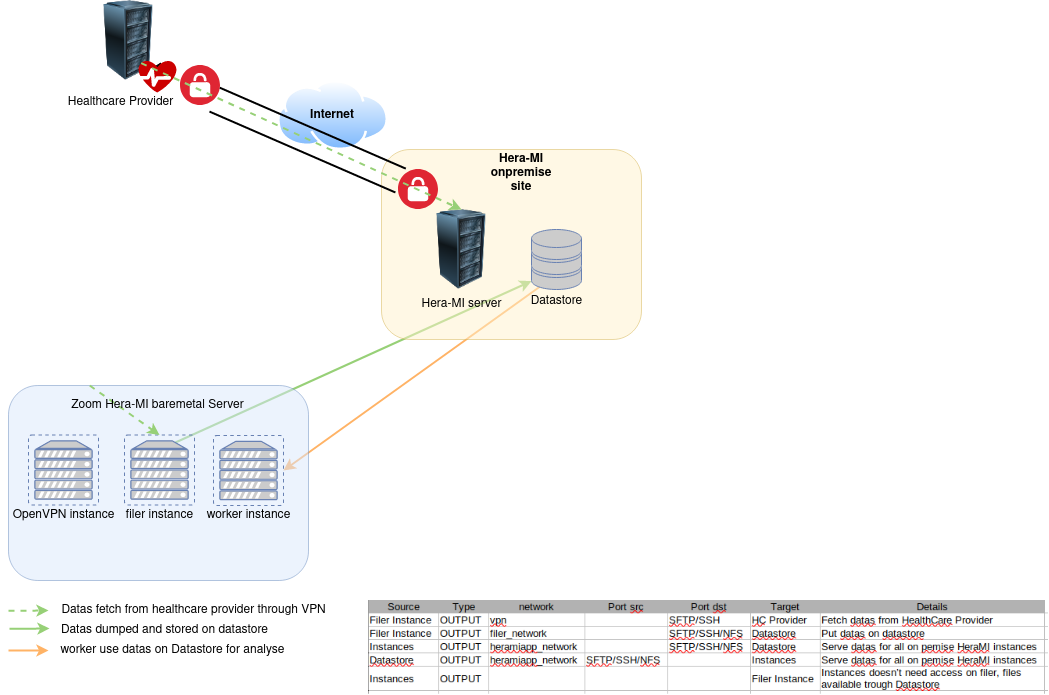 Healthcare Provider
Internet
Hera-MI
onpremise
site
Hera-MI server
Datastore
Zoom Hera-MI baremetal Server
OpenVPN instance
filer instance
worker instance
Datas fetch from healthcare provider through VPN
Datas dumped and stored on datastore
worker use datas on Datastore for analyse
Source Type network Port src Port dst Target Details
Filer Instance OUTPUT vpn SFTP/SSH HC Provider Fetch datas from HealthCare Provider
Filer Instance OUTPUT filer_network SFTP/SSH/NFS Datastore Put datas on datastore
Instances OUTPUT heramiapp_network SFTP/SSH/NFS Datastore Serve datas for all on pemise HeraMI instances
Datastore OUTPUT heramiapp_network SFTP/SSH/NFS Instances Serve datas for all on pemise HeraMI instances
Instances OUTPUT Filer Instance Instances doesn't need access on filer, files
available trough Datastore